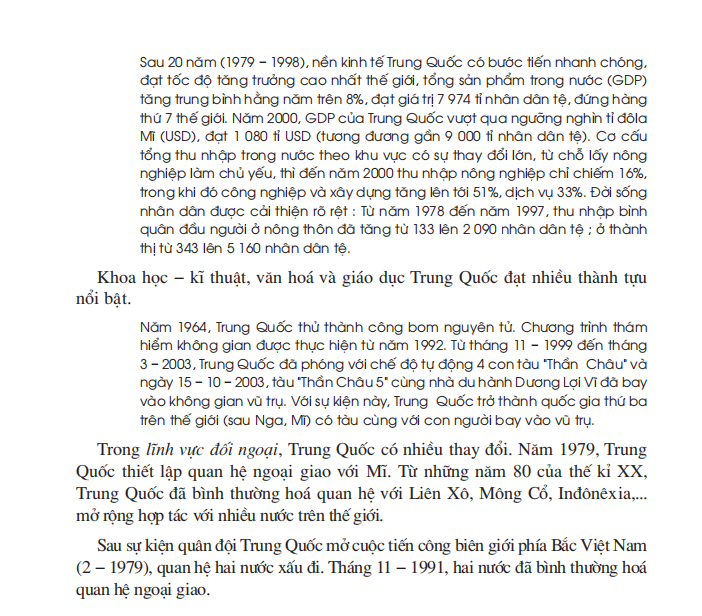 Sau 20 năm (1979 – 1998), nền kinh tế Trung Quốc có bước tiến nhanh chóng,
đạt tốc độ tăng trưởng cao nhất thế giới, tổng sản phẩm trong nước (GDP)
tăng trung bình hằng năm trên 8%, đạt giá trị 7 974 tỉ nhân dân tệ, đứng hàng
thứ 7 thế giới. Năm 2000, GDP của Trung Quốc vượt qua ngưỡng nghìn tỉ đôla
Mĩ (USD), đạt 1 080 tỉ USD (tương đương gần 9 000 tỉ nhân dân tệ). Cơ cấu
tổng thu nhập trong nước theo khu vực có sự thay đổi lớn, từ chỗ lấy nông
nghiệp làm chủ yếu, thì đến năm 2000 thu nhập nông nghiệp chỉ chiếm 16%,
trong khi đó công nghiệp và xây dựng tăng lên tới 51%, dịch vụ 33%. Đời sống
nhân dân được cải thiện rõ rệt : Từ năm 1978 đến năm 1997, thu nhập bình
quân đầu người ở nông thôn đã tăng từ 133 lên 2 090 nhân dân tệ ; ở thành
thị từ 343 lên 5 160 nhân dân tệ.
Khoa học – kĩ thuật, văn hoá và giáo dục Trung Quốc đạt nhiều thành tựu
nổi bật.
Năm 1964, Trung Quốc thử thành công bom nguyên tử. Chương trình thám
hiểm không gian được thực hiện từ năm 1992. Từ tháng 11 – 1999 đến tháng
3 – 2003, Trung Quốc đã phóng với chế độ tự động 4 con tàu "Thần Châu" và
ngày 15 – 10 – 2003, tàu "Thần Châu 5" cùng nhà du hành Dương Lợi Vĩ đã bay
vào không gian vũ trụ. Với sự kiện này, Trung Quốc trở thành quốc gia thứ ba
trên thế giới (sau Nga, Mĩ) có tàu cùng với con người bay vào vũ trụ.
Trong lĩnh vực đối ngoại, Trung Quốc có nhiều thay đổi. Năm 1979, Trung
Quốc thiết lập quan hệ ngoại giao với Mĩ. Từ những năm 80 của thế kỉ XX,
Trung Quốc đã bình thường hoá quan hệ với Liên Xô, Mông Cổ, Inđônêxia,...
mở rộng hợp tác với nhiều nước trên thế giới.
Sau sự kiện quân đội Trung Quốc mở cuộc tiến công biên giới phía Bắc Việt Nam
(2 – 1979), quan hệ hai nước xấu đi. Tháng 11 – 1991, hai nước đã bình thường hoá
quan hệ ngoại giao.